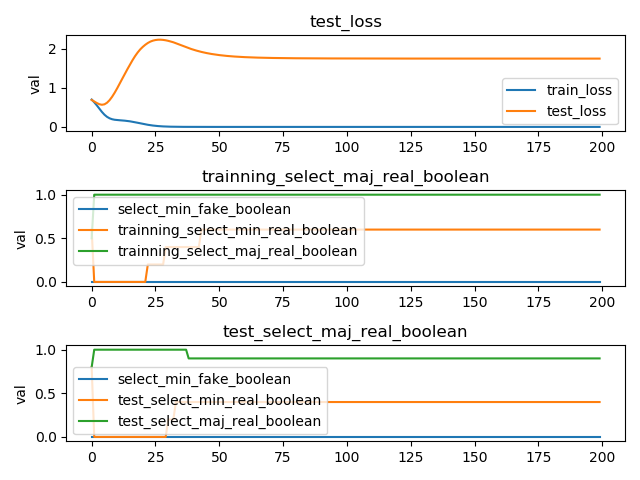 test_loss
2
1
0
val
train_loss
test_loss
0 25 50 75 100 125 150 175 200
trainning_select_maj_real_boolean
1.0
0.5
0.0
val
select_min_fake_boolean
trainning_select_min_real_boolean
trainning_select_maj_real_boolean
0 25 50 75 100 125 150 175 200
test_select_maj_real_boolean
1.0
0.5
0.0
val
select_min_fake_boolean
test_select_min_real_boolean
test_select_maj_real_boolean
0 25 50 75 100 125 150 175 200